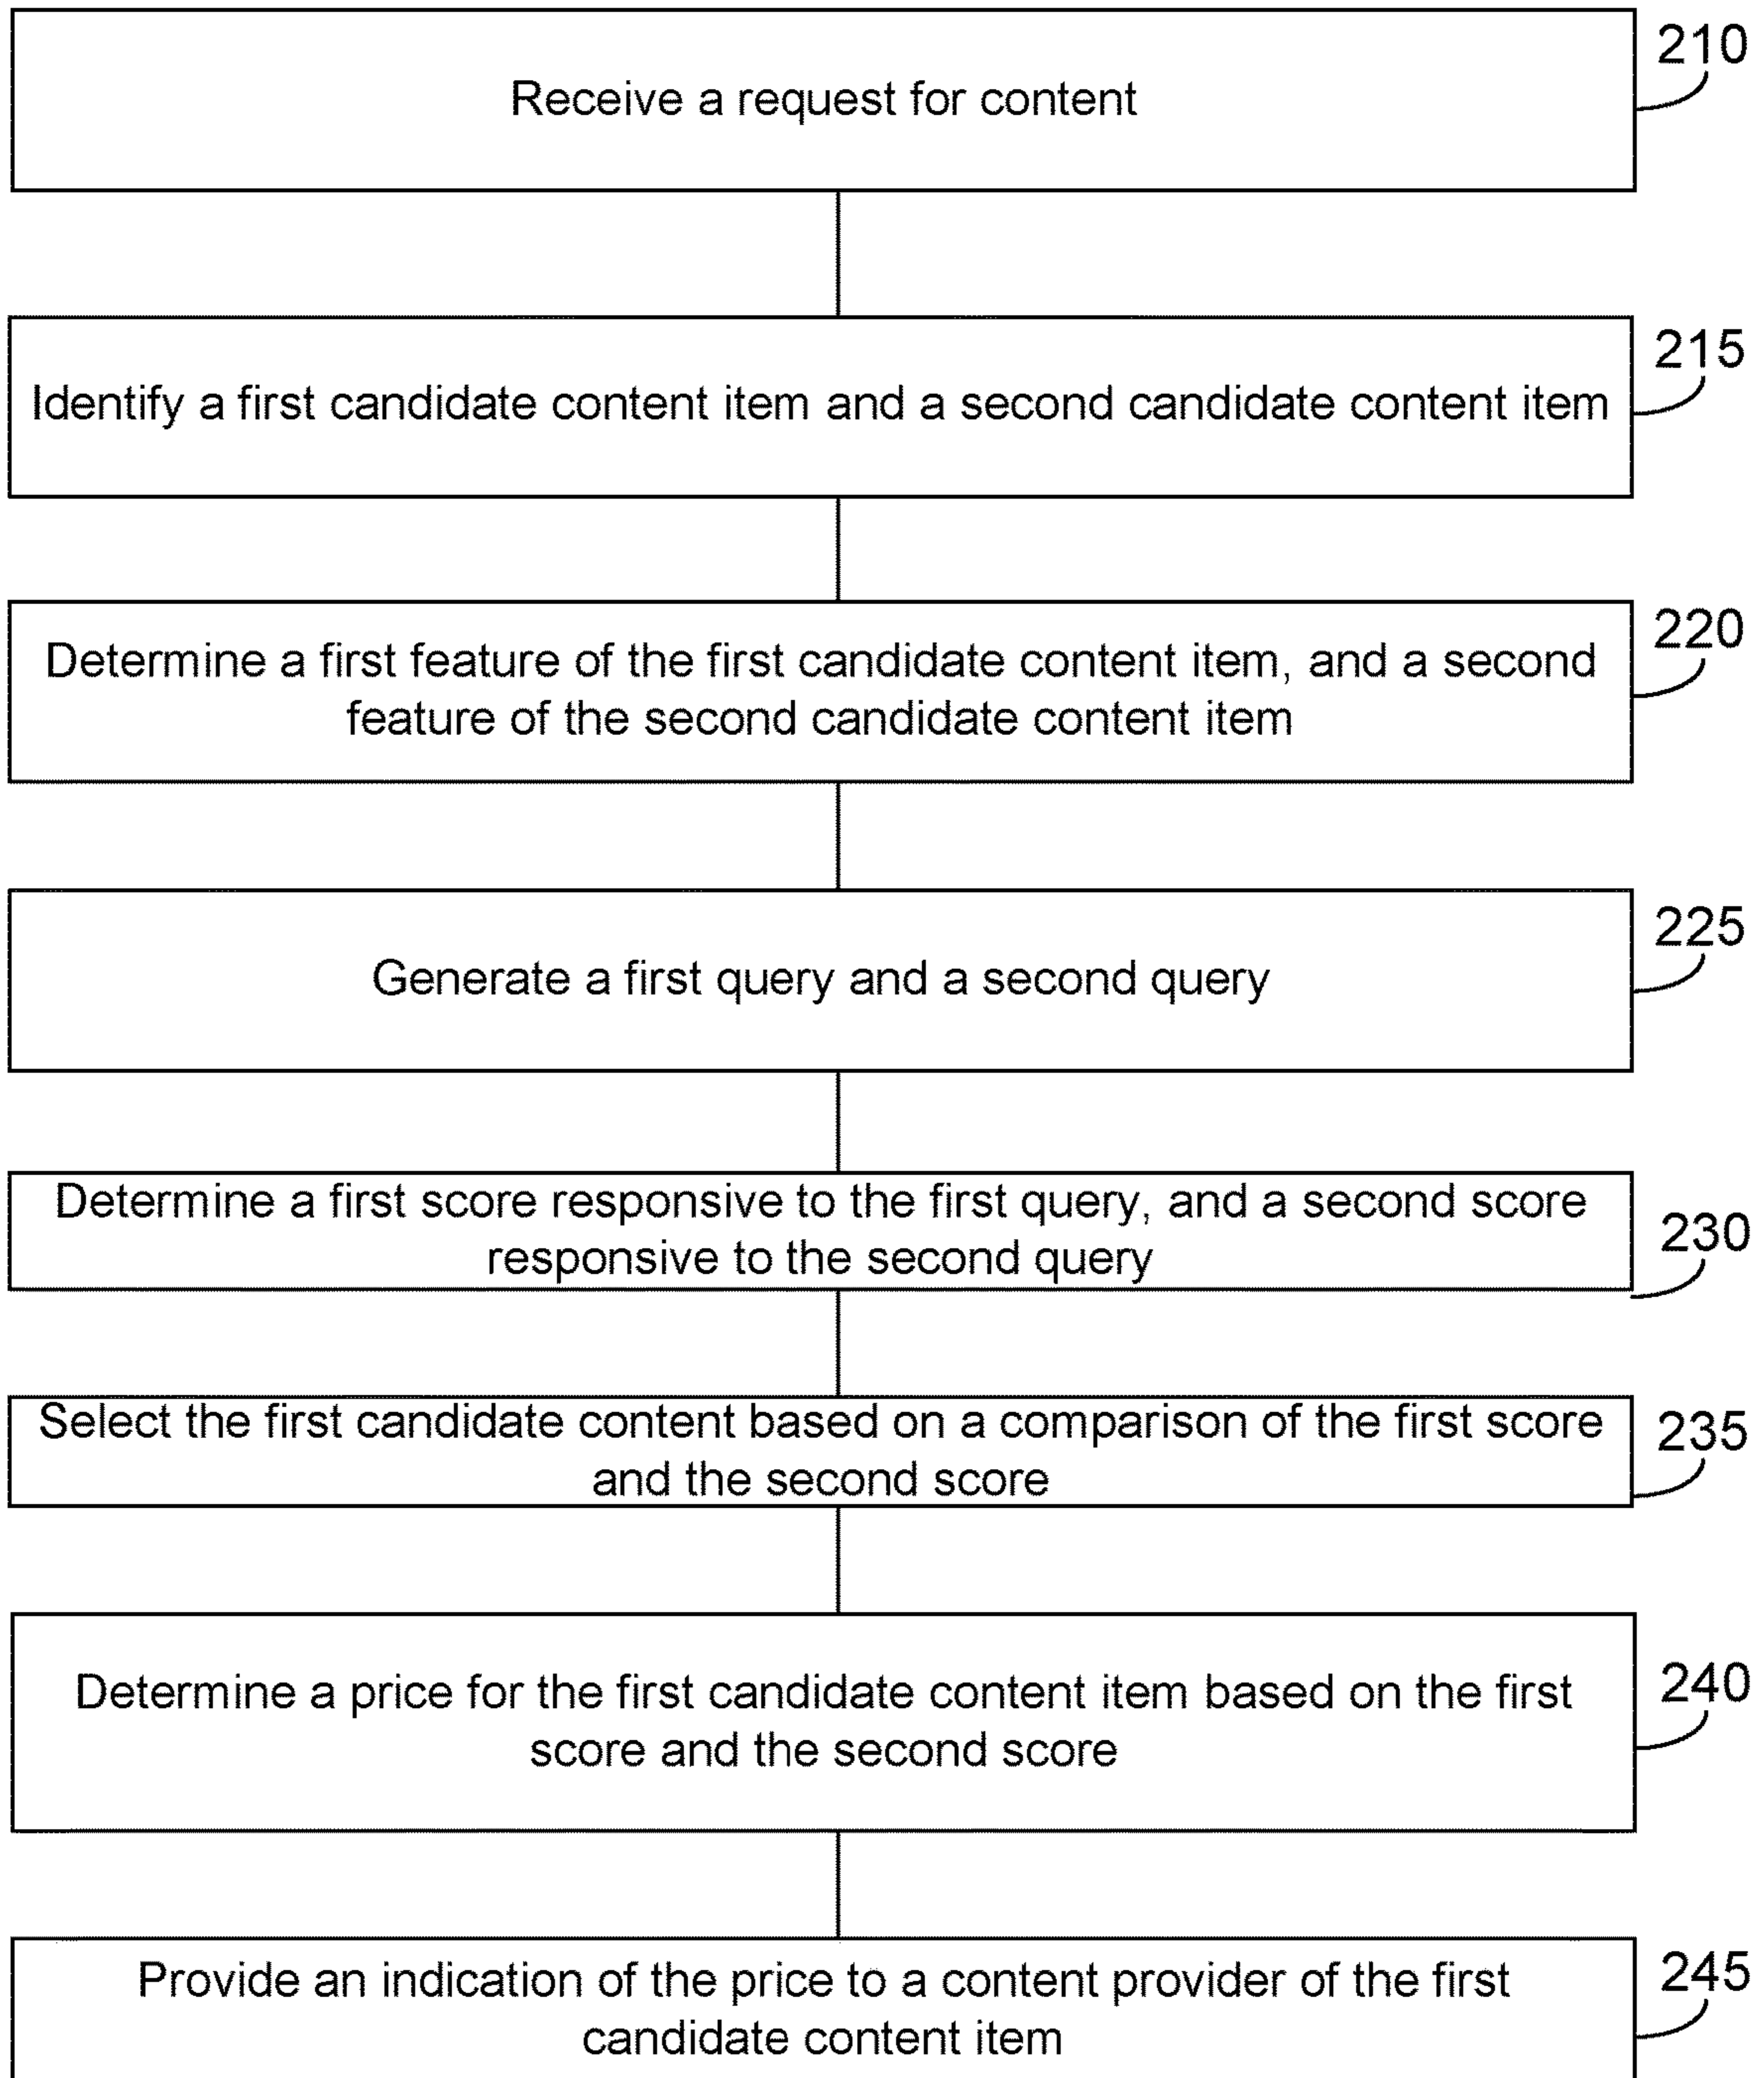 210
Receive a request for content
215
Identify a first candidate content item and a second candidate content item
220
Determine a first feature of the first candidate content item, and a second
feature of the second candidate content item
225
Generate a first query and a second query
Determine a first score responsive to the first query, and a second score
230
responsive to the second query
Select the first candidate content based on a comparison of the first score
235
and the second score
240
Determine a price for the first candidate content item based on the first
score and the second score
245
Provide an indication of the price to a content provider of the first
candidate content item